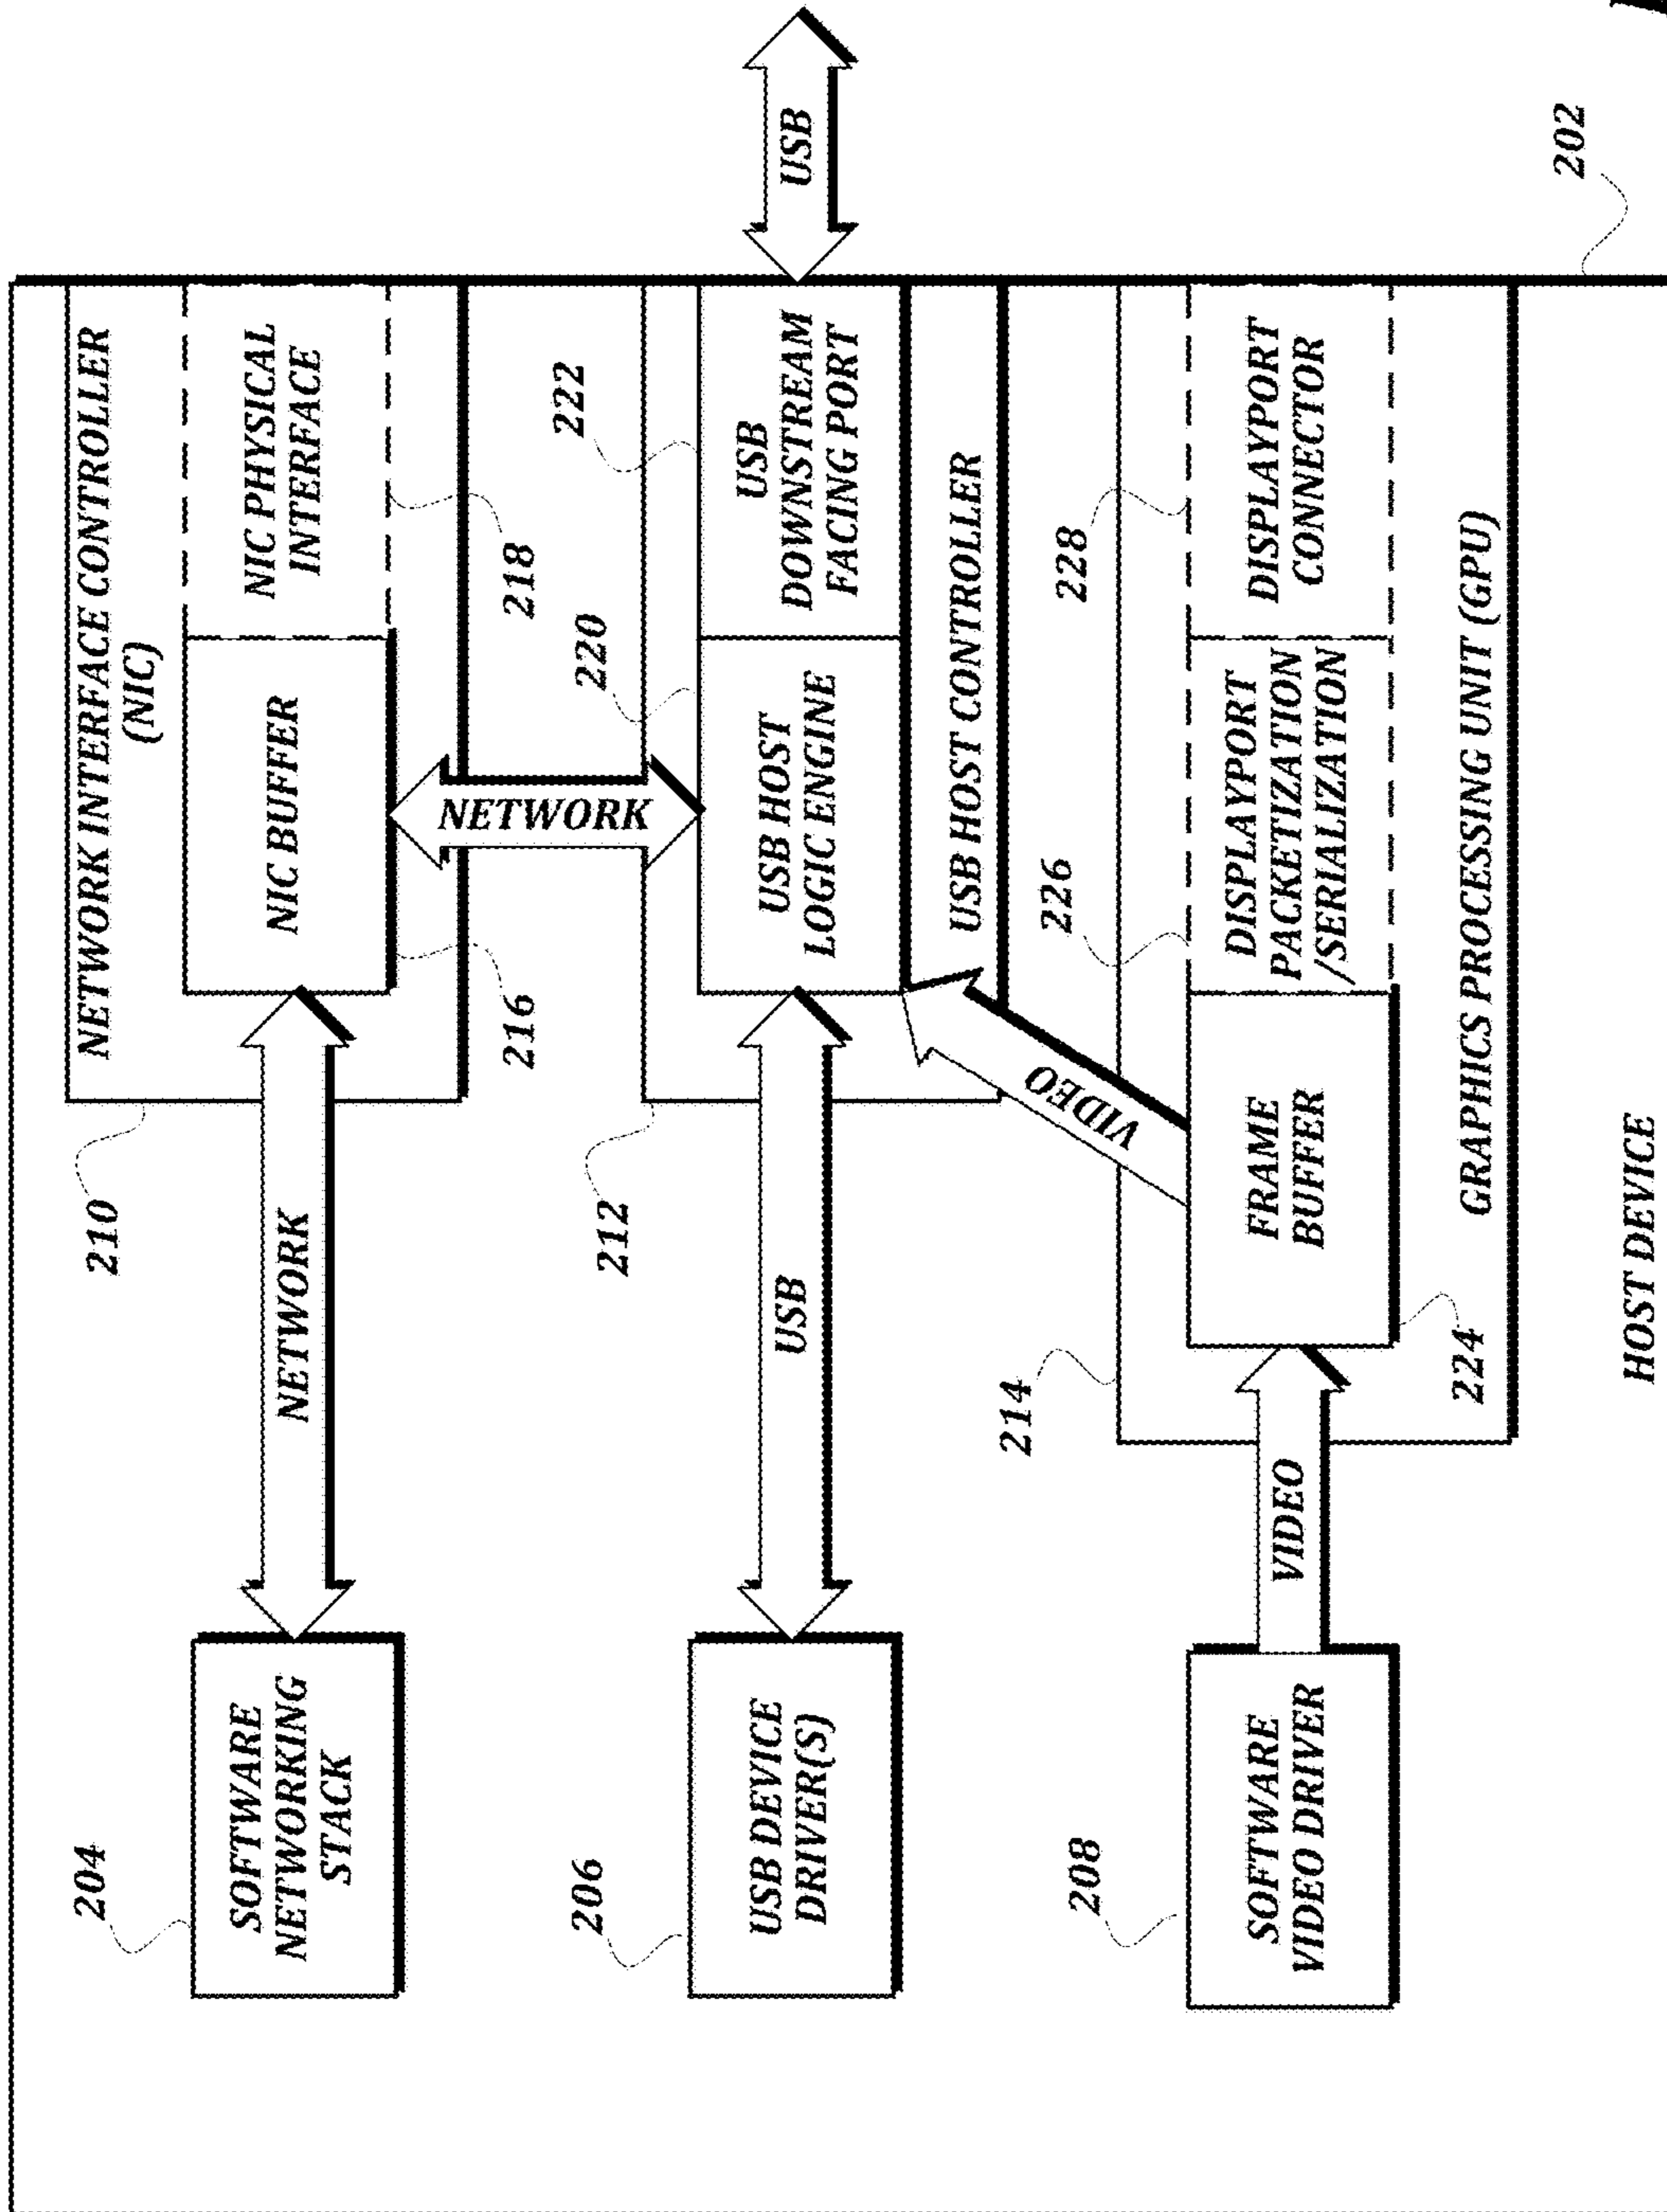 NETWORK INTERFACE CONTROLLER
(NIC)
210
204
SOFTWARE
NETWORKING
STACK
NETWORK
NIC BUFFER
NIC PHYSICAL
INTERFACE
216
218
NETWORK
220
222
212
206
USB DEVICE
DRIVER(S)
USB
USB HOST
LOGIC ENGINE
USB
DOWNSTREAM
FACING PORT
USB
USB HOST CONTROLLER
VIDEO
214
226
228
208
SOFTWARE
VIDEO DRIVER
VIDEO
FRAME
BUFFER
DISPLAYPORT
PACKETIZATION
/SERIALIZATION
DISPLAYPORT
CONNECTOR
224
GRAPHICS PROCESSING UNIT (GPU)
202
HOST DEVICE